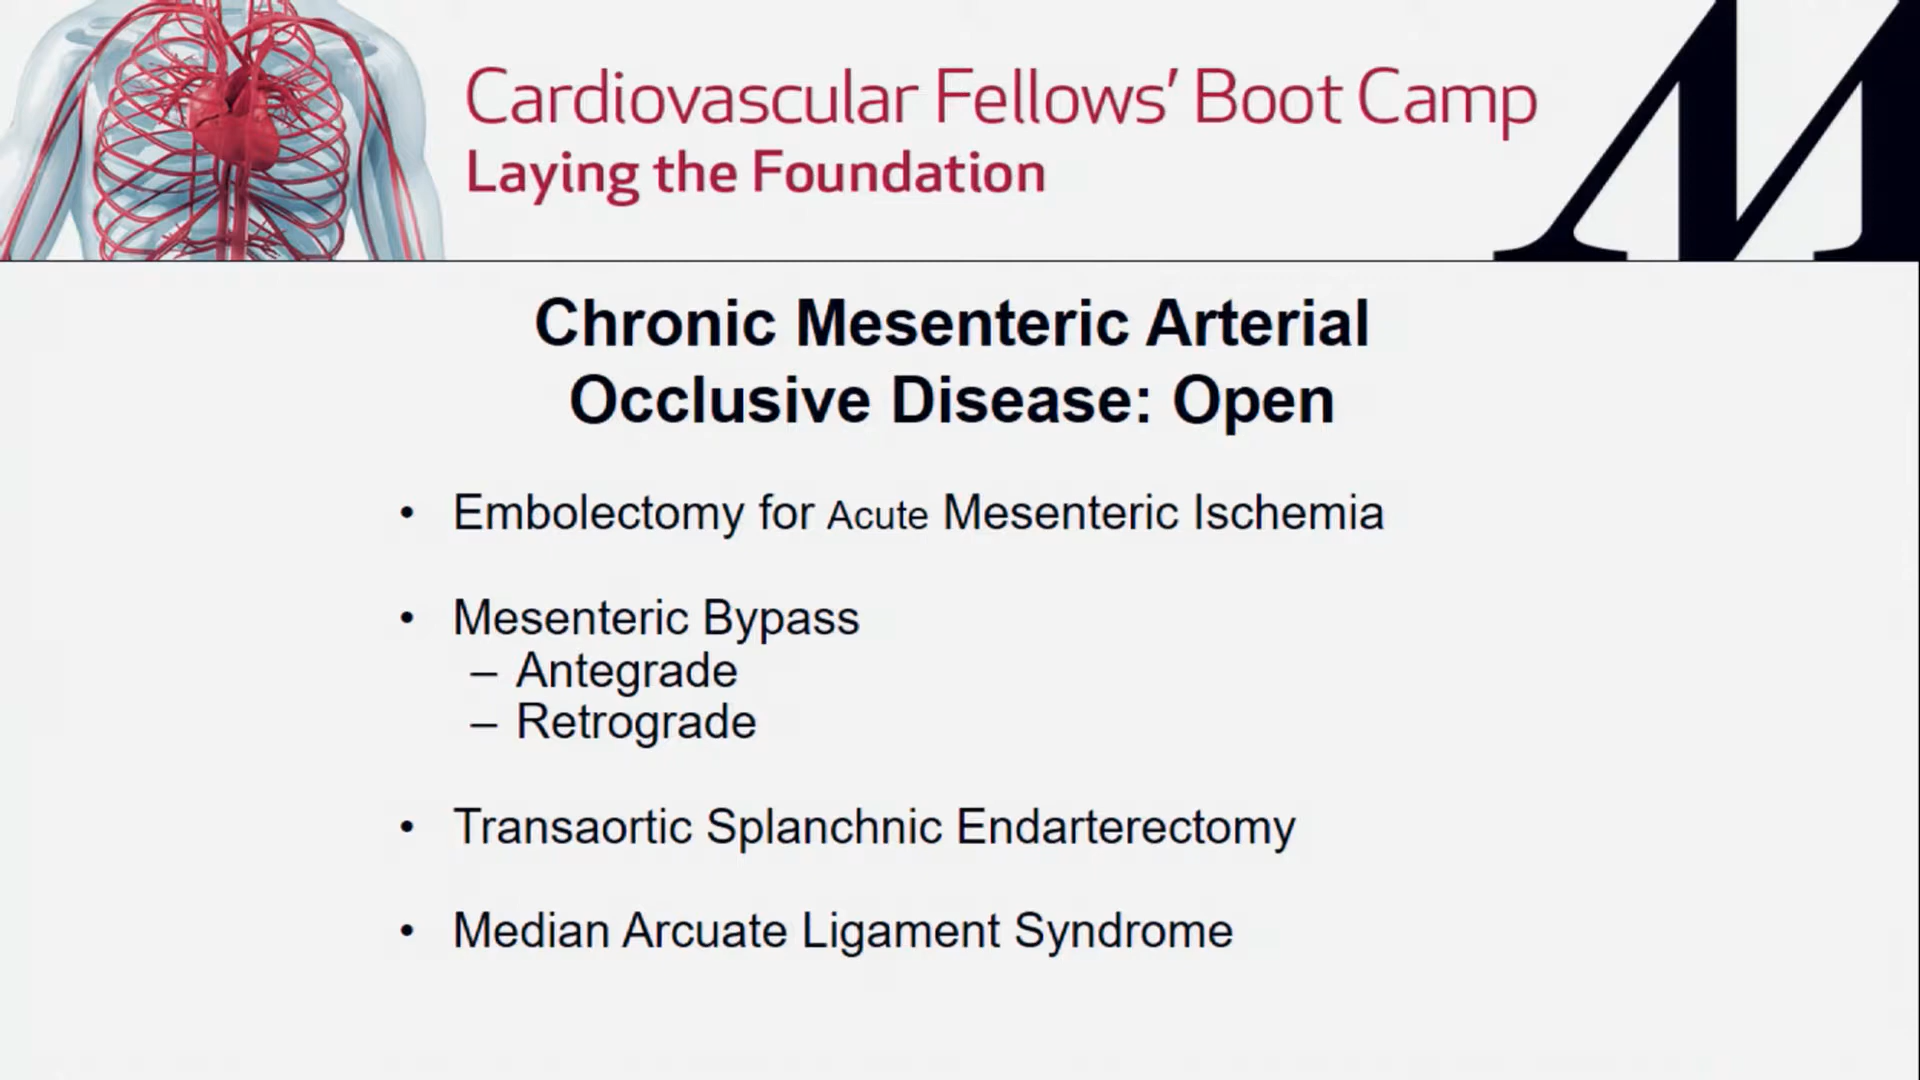 Cardiovascular Fellows' Boot Camp
Laying the Foundation
M
Chronic Mesenteric Arterial
Occlusive Disease: Open
• Embolectomy for Acute Mesenteric Ischemia
• Mesenteric Bypass
– Antegrade
– Retrograde
• Transaortic Splanchnic Endarterectomy
• Median Arcuate Ligament Syndrome